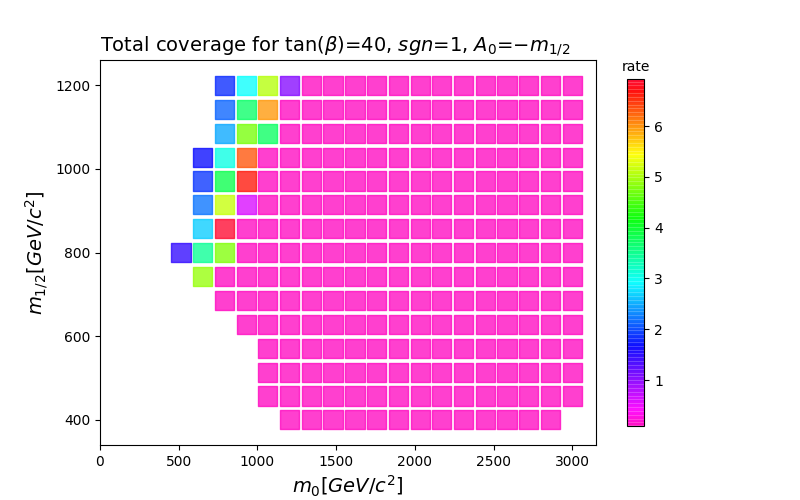 Total coverage for tan(β)=40, sgn=1, A₀=−m₁/₂
rate
1200
1000
800
600
400
6
5
4
3
2
1
m₁/₂[GeV/c²]
0 500 1000 1500 2000 2500 3000
m₀[GeV/c²]